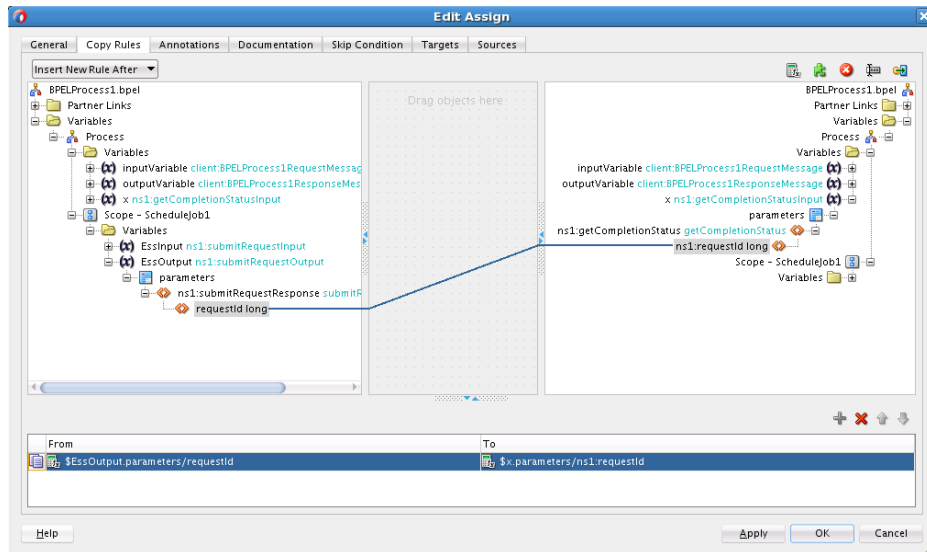 Edit Assign
General Copy Rules Annotations Documentation Skip Condition Targets Sources
Insert New Rule After
Drag objects here
BPELProcess1.bpel
Partner Links
Variables
Process
Variables
(x) inputVariable client:BPELProcess1RequestMessag
(x) outputVariable client:BPELProcess1ResponseMes
(x) x ns1:getCompletionStatusInput
Scope - ScheduleJob1
Variables
(x) EssInput ns1:submitRequestInput
(x) EssOutput ns1:submitRequestOutput
parameters
ns1:submitRequestResponse submitR
requestId long
BPELProcess1.bpel
Partner Links
Variables
Process
Variables
inputVariable client:BPELProcess1RequestMessage (x)
outputVariable client:BPELProcess1ResponseMessage (x)
x ns1:getCompletionStatusInput (x)
parameters
ns1:getCompletionStatus getCompletionStatus
ns1:requestId long
Scope - ScheduleJob1
Variables
From To
$EssOutput.parameters/requestId $x.parameters/ns1:requestId
Help Apply OK Cancel